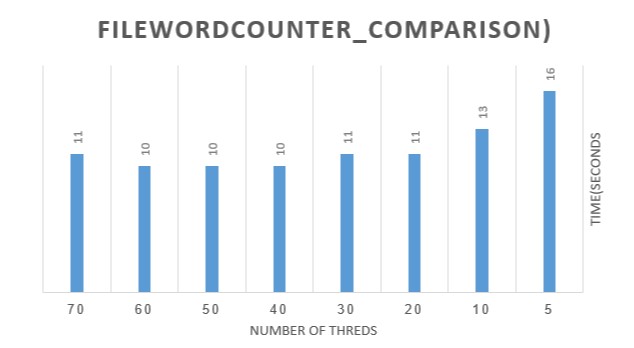 FILEWORDCOUNTER_COMPARISON)
11 10 10 10 11 11 13 16
TIME(SECONDS
70 60 50 40 30 20 10 5
NUMBER OF THREDS